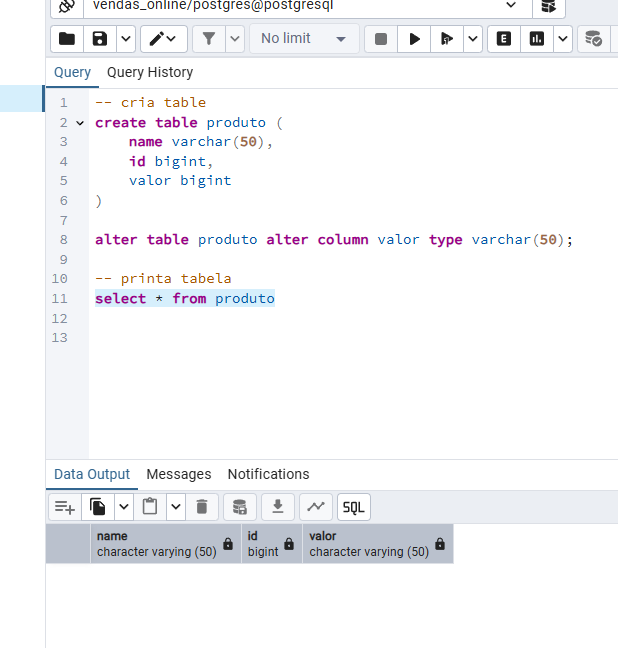 vendas_online/postgres@postgresql
No limit
E
Query Query History
1 -- cria table
2 create table produto (
3 name varchar(50),
4 id bigint,
5 valor bigint
6 )
7
8 alter table produto alter column valor type varchar(50);
9
10 -- printa tabela
11 select * from produto
12
13
Data Output Messages Notifications
SQL
name id valor
character varying (50) bigint character varying (50)